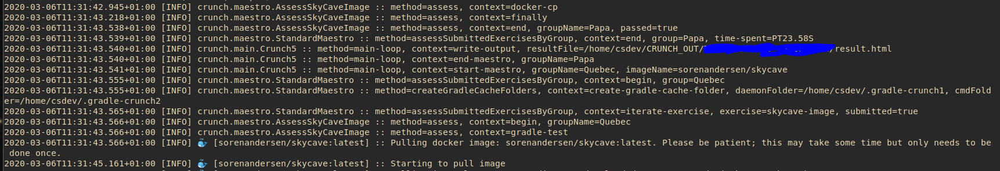 2020-03-06T11:31:42.945+01:00 [INFO] crunch.maestro.AssessSkyCaveImage :: method=assess, context=docker-cp
2020-03-06T11:31:43.218+01:00 [INFO] crunch.maestro.AssessSkyCaveImage :: method=assess, context=finally
2020-03-06T11:31:43.538+01:00 [INFO] crunch.maestro.AssessSkyCaveImage :: method=assess, context=end, groupName=Papa, passed=true
2020-03-06T11:31:43.539+01:00 [INFO] crunch.maestro.StandardMaestro :: method=assessSubmittedExercisesByGroup, context=end, group=Papa, time-spent=PT23.58S
2020-03-06T11:31:43.540+01:00 [INFO] crunch.main.Crunch5 :: method=main-loop, context=write-output, resultFile=/home/csdev/CRUNCH_OUT/ /result.html
2020-03-06T11:31:43.540+01:00 [INFO] crunch.main.Crunch5 :: method=main-loop, context=end-maestro, groupName=Papa
2020-03-06T11:31:43.541+01:00 [INFO] crunch.main.Crunch5 :: method=main-loop, context=start-maestro, groupName=Quebec, imageName=sorenandersen/skycave
2020-03-06T11:31:43.555+01:00 [INFO] crunch.maestro.StandardMaestro :: method=assessSubmittedExercisesByGroup, context=begin, group=Quebec
2020-03-06T11:31:43.555+01:00 [INFO] crunch.maestro.StandardMaestro :: method=createGradleCacheFolders, context=create-gradle-cache-folder, daemonFolder=/home/csdev/.gradle-crunch1, cmdFold
er=/home/csdev/.gradle-crunch2
2020-03-06T11:31:43.565+01:00 [INFO] crunch.maestro.StandardMaestro :: method=assessSubmittedExercisesByGroup, context=iterate-exercise, exercise=skycave-image, submitted=true
2020-03-06T11:31:43.566+01:00 [INFO] crunch.maestro.AssessSkyCaveImage :: method=assess, context=begin, groupName=Quebec
2020-03-06T11:31:43.566+01:00 [INFO] crunch.maestro.AssessSkyCaveImage :: method=assess, context=gradle-test
2020-03-06T11:31:43.566+01:00 [INFO] 🐳 [sorenandersen/skycave:latest] :: Pulling docker image: sorenandersen/skycave:latest. Please be patient; this may take some time but only needs to be
done once.
2020-03-06T11:31:45.161+01:00 [INFO] 🐳 [sorenandersen/skycave:latest] :: Starting to pull image